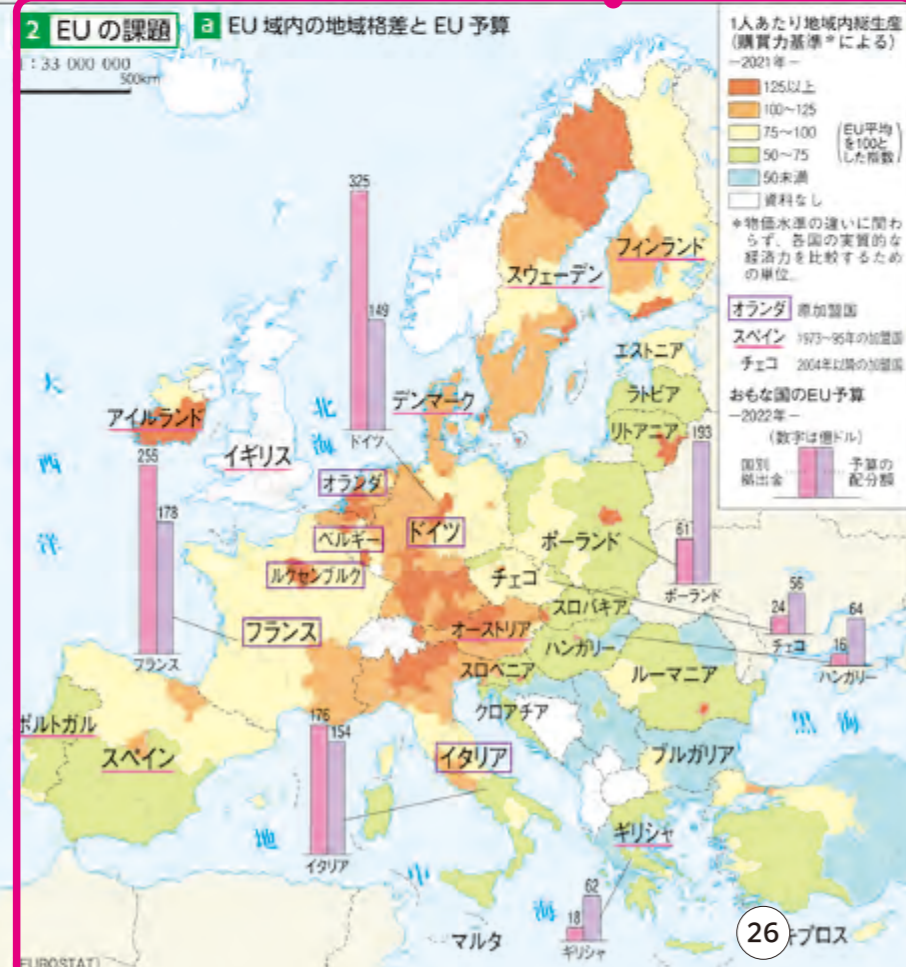 2 EUの課題 a EU域内の地域格差とEU予算
1:33 000 000
500km
1人あたり地域内総生産
(購買力基準*による)
-2021年-
125以上
100~125
75~100
50~75
50未満
資料なし
(EU平均を100とした指数)
*物価水準の違いに関わ
らず、各国の実質的な
経済力を比較するため
の単位。
オランダ 原加盟国
スペイン 1973~95年の加盟国
チェコ 2004年以降の加盟国
おもな国のEU予算
-2022年-
(数字は億ドル)
国別拠出金
予算の配分額
325
149
ドイツ
スウェーデン
フィンランド
エストニア
ラトビア
リトアニア
デンマーク
アイルランド
イギリス
北海
大西洋
オランダ
ベルギー
ルクセンブルク
ドイツ
ポーランド
チェコ
スロバキア
オーストリア
ハンガリー
スロベニア
ルーマニア
クロアチア
ブルガリア
フランス
255
178
フランス
193
61
ポーランド
24
56
チェコ
16
64
ハンガリー
黒海
ポルトガル
スペイン
176
154
イタリア
イタリア
ギリシャ
18
62
ギリシャ
地中海
マルタ
26
キプロス
EUROSTAT)